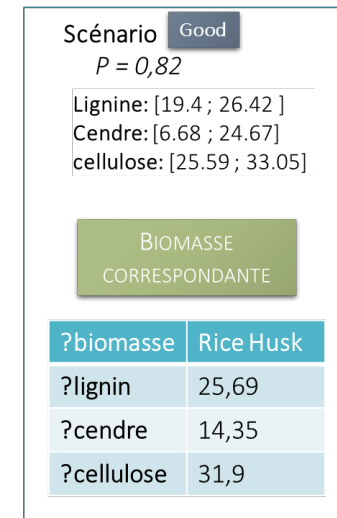 Scénario Good
P = 0,82
Lignine: [19.4 ; 26.42 ]
Cendre: [6.68 ; 24.67]
cellulose: [25.59 ; 33.05]
BIOMASSE
CORRESPONDANTE
?biomasse Rice Husk
?lignin 25,69
?cendre 14,35
?cellulose 31,9